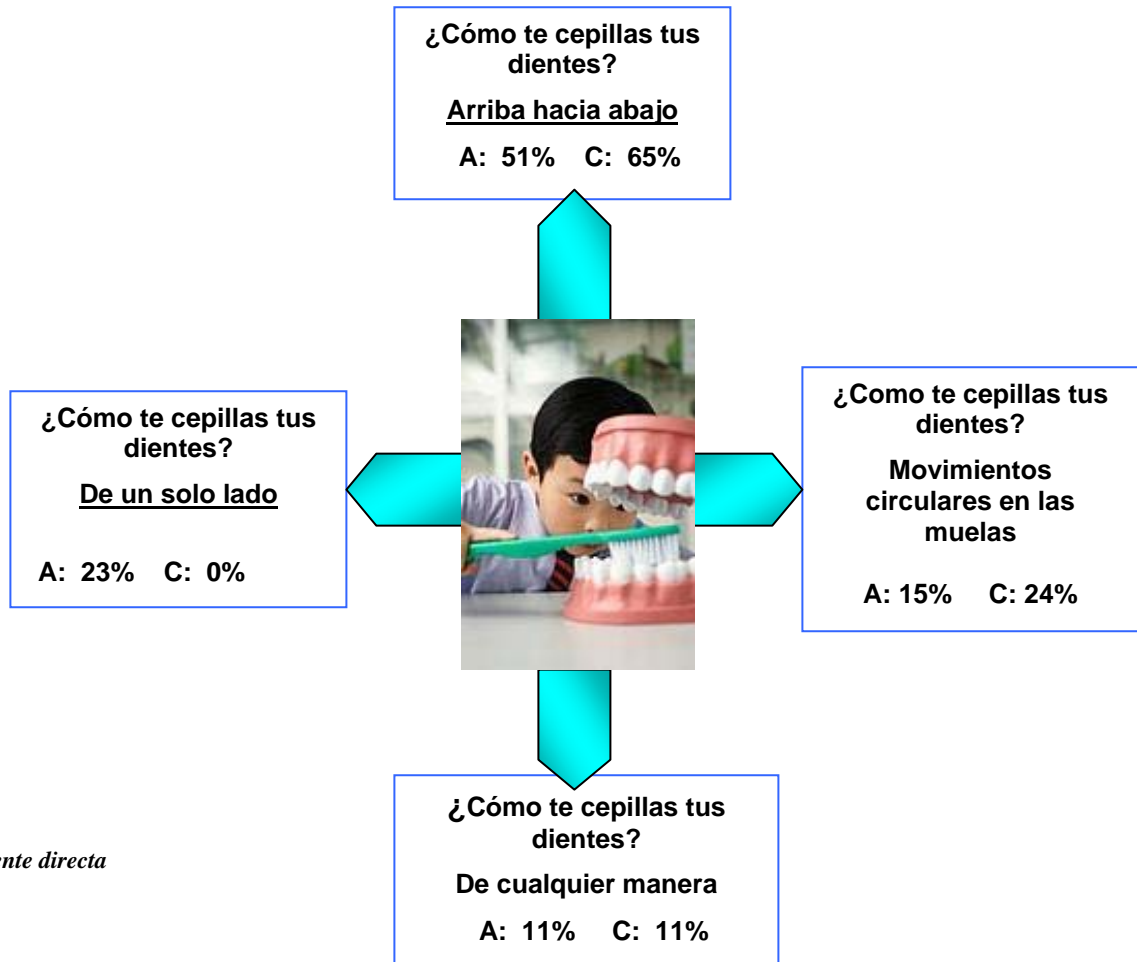 ¿Cómo te cepillas tus
dientes?
Arriba hacia abajo
A: 51% C: 65%
¿Cómo te cepillas tus
dientes?
De un solo lado
A: 23% C: 0%
¿Como te cepillas tus
dientes?
Movimientos
circulares en las
muelas
A: 15% C: 24%
¿Cómo te cepillas tus
dientes?
De cualquier manera
A: 11% C: 11%
directa